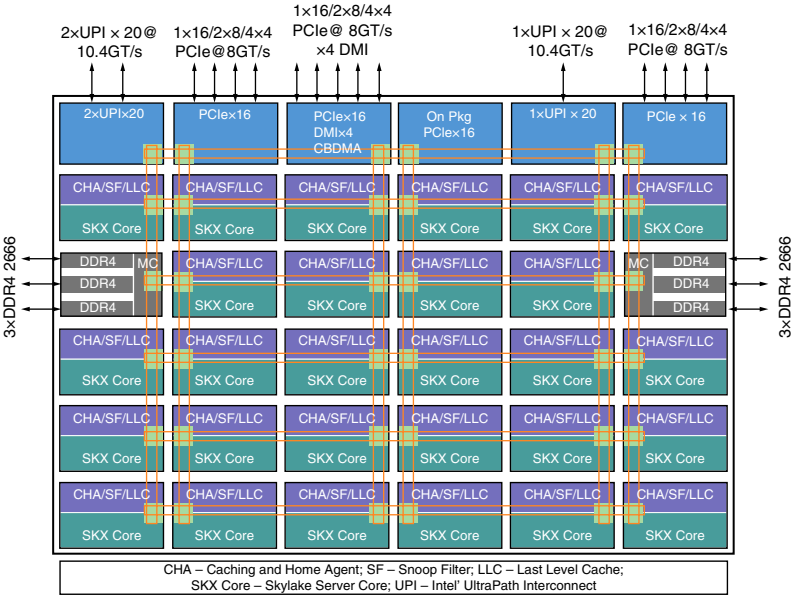 2×UPI × 20@
10.4GT/s
1×16/2×8/4×4
PCIe@8GT/s
1×16/2×8/4×4
PCIe@ 8GT/s
×4 DMI
1×UPI × 20@
10.4GT/s
1×16/2×8/4×4
PCIe@ 8GT/s
2×UPI×20
PCIe×16
PCIe×16
DMI×4
CBDMA
On Pkg
PCIe×16
1×UPI × 20
PCIe × 16
CHA/SF/LLC CHA/SF/LLC CHA/SF/LLC CHA/SF/LLC CHA/SF/LLC CHA/SF/LLC
SKX Core SKX Core SKX Core SKX Core SKX Core SKX Core
3×DDR4 2666
DDR4
DDR4
DDR4
MC
CHA/SF/LLC CHA/SF/LLC CHA/SF/LLC CHA/SF/LLC
SKX Core SKX Core SKX Core SKX Core
MC
DDR4
DDR4
DDR4
3×DDR4 2666
CHA/SF/LLC CHA/SF/LLC CHA/SF/LLC CHA/SF/LLC CHA/SF/LLC CHA/SF/LLC
SKX Core SKX Core SKX Core SKX Core SKX Core SKX Core
CHA/SF/LLC CHA/SF/LLC CHA/SF/LLC CHA/SF/LLC CHA/SF/LLC CHA/SF/LLC
SKX Core SKX Core SKX Core SKX Core SKX Core SKX Core
CHA/SF/LLC CHA/SF/LLC CHA/SF/LLC CHA/SF/LLC CHA/SF/LLC CHA/SF/LLC
SKX Core SKX Core SKX Core SKX Core SKX Core SKX Core
CHA – Caching and Home Agent; SF – Snoop Filter; LLC – Last Level Cache;
SKX Core – Skylake Server Core; UPI – Intel' UltraPath Interconnect